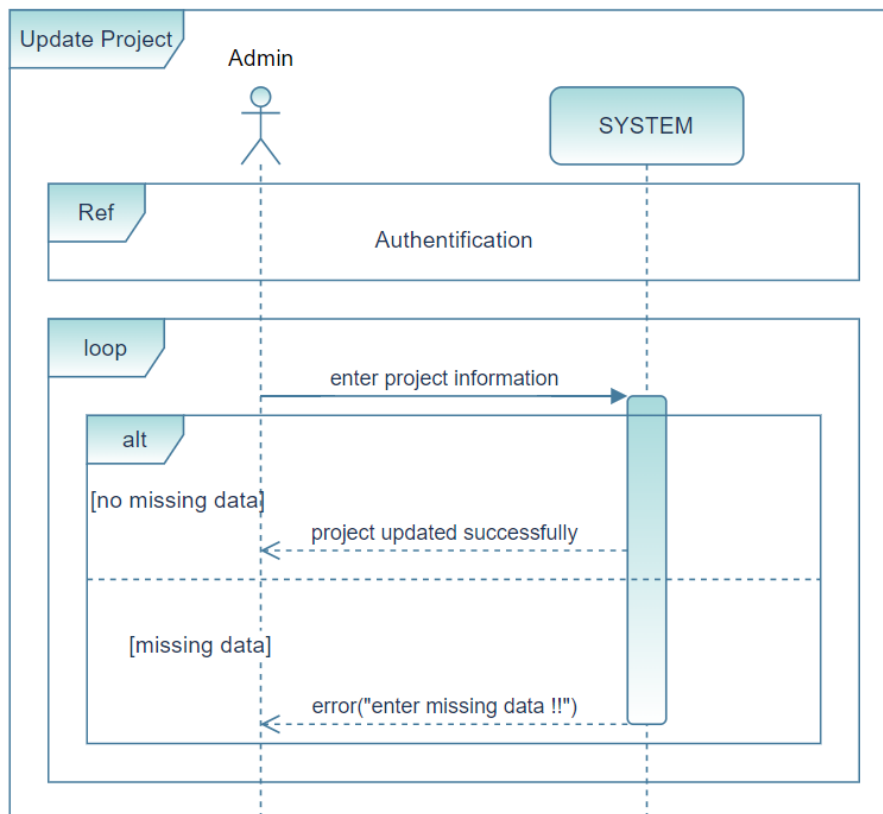 Update Project
Admin
SYSTEM
Ref
Authentification
loop
enter project information
alt
[no missing data]
project updated successfully
[missing data]
error("enter missing data !!")